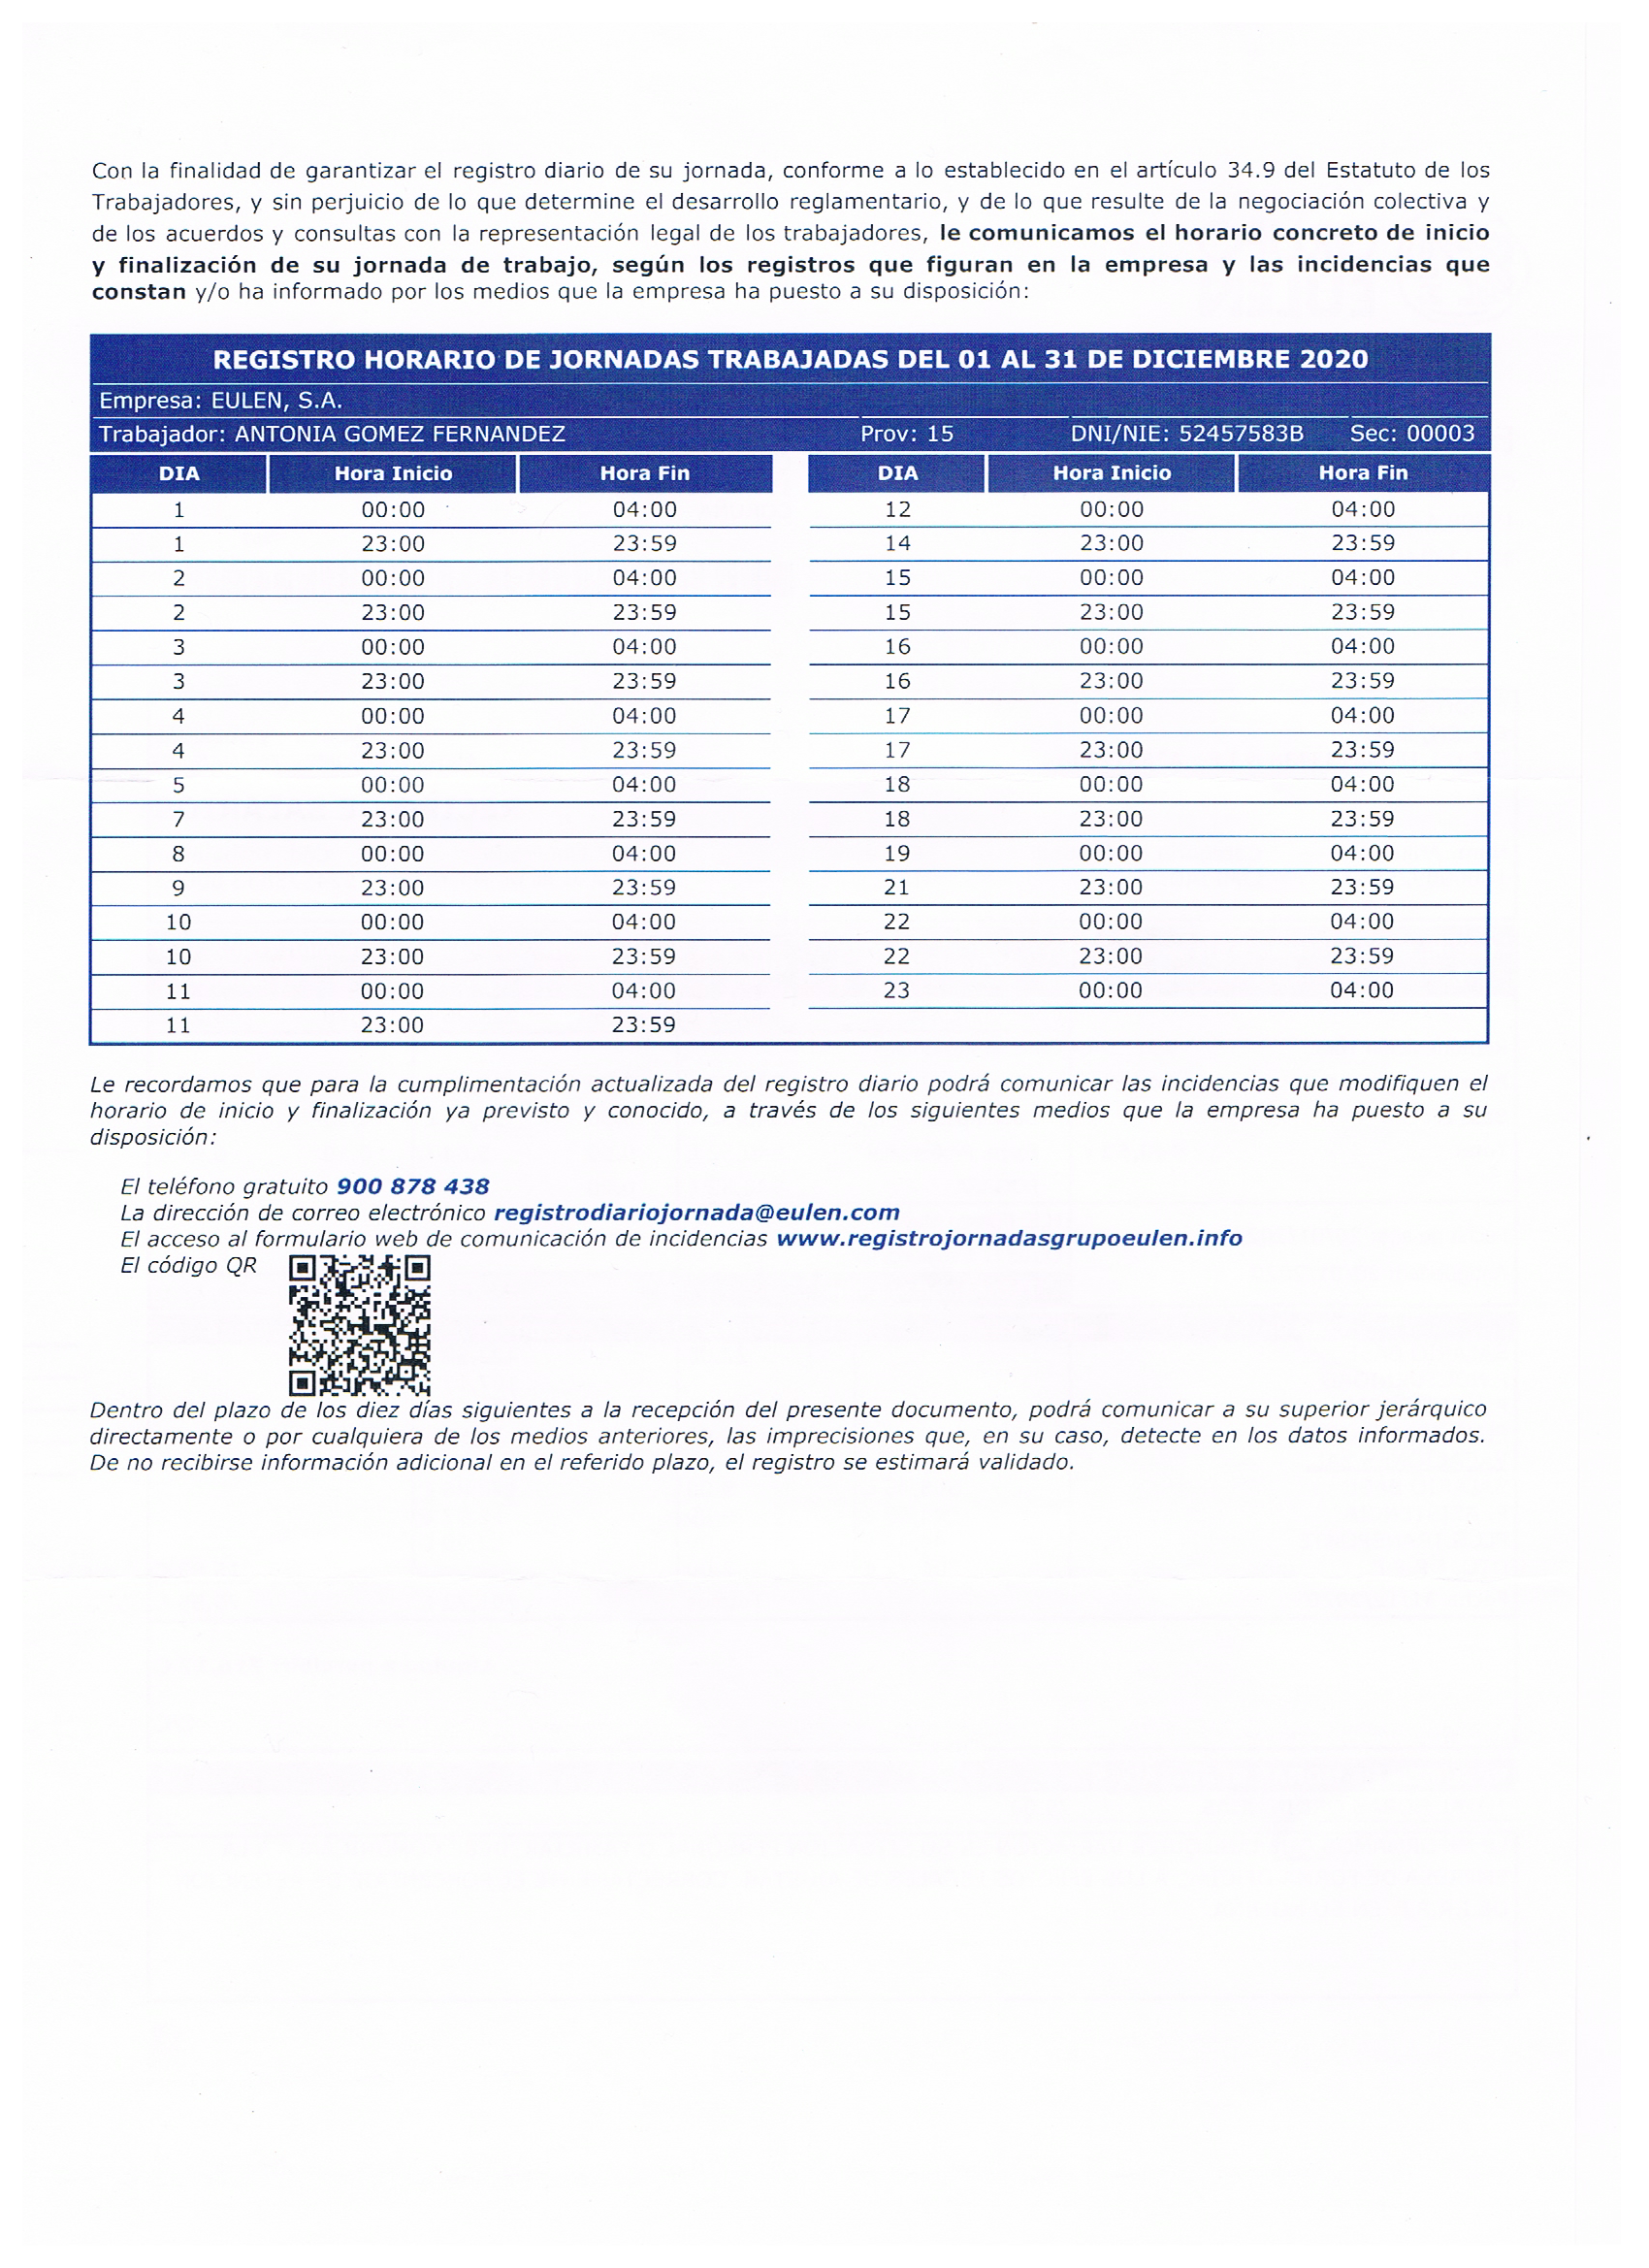 Con la finalidad de garantizar el registro diario de su jornada, conforme a lo establecido en el artículo 34.9 del Estatuto de los
Trabajadores, y sin perjuicio de lo que determine el desarrollo reglamentario, y de lo que resulte de la negociación colectiva y
de los acuerdos y consultas con la representación legal de los trabajadores, le comunicamos el horario concreto de inicio
y finalización de su jornada de trabajo, según los registros que figuran en la empresa y las incidencias que
constan y/o ha informado por los medios que la empresa ha puesto a su disposición:
REGISTRO HORARIO DE JORNADAS TRABAJADAS DEL 01 AL 31 DE DICIEMBRE 2020
Empresa: EULEN, S.A.
Trabajador: ANTONIA GOMEZ FERNANDEZ Prov: 15 DNI/NIE: 52457583B Sec: 00003
DIA Hora Inicio Hora Fin DIA Hora Inicio Hora Fin
1 00:00 04:00 12 00:00 04:00
1 23:00 23:59 14 23:00 23:59
2 00:00 04:00 15 00:00 04:00
2 23:00 23:59 15 23:00 23:59
3 00:00 04:00 16 00:00 04:00
3 23:00 23:59 16 23:00 23:59
4 00:00 04:00 17 00:00 04:00
4 23:00 23:59 17 23:00 23:59
5 00:00 04:00 18 00:00 04:00
7 23:00 23:59 18 23:00 23:59
8 00:00 04:00 19 00:00 04:00
9 23:00 23:59 21 23:00 23:59
10 00:00 04:00 22 00:00 04:00
10 23:00 23:59 22 23:00 23:59
11 00:00 04:00 23 00:00 04:00
11 23:00 23:59
Le recordamos que para la cumplimentación actualizada del registro diario podrá comunicar las incidencias que modifiquen el
horario de inicio y finalización ya previsto y conocido, a través de los siguientes medios que la empresa ha puesto a su
disposición:
El teléfono gratuito 900 878 438
La dirección de correo electrónico registrodiariojornada@eulen.com
El acceso al formulario web de comunicación de incidencias www.registrojornadasgrupoeulen.info
El código QR
Dentro del plazo de los diez días siguientes a la recepción del presente documento, podrá comunicar a su superior jerárquico
directamente o por cualquiera de los medios anteriores, las imprecisiones que, en su caso, detecte en los datos informados.
De no recibirse información adicional en el referido plazo, el registro se estimará validado.